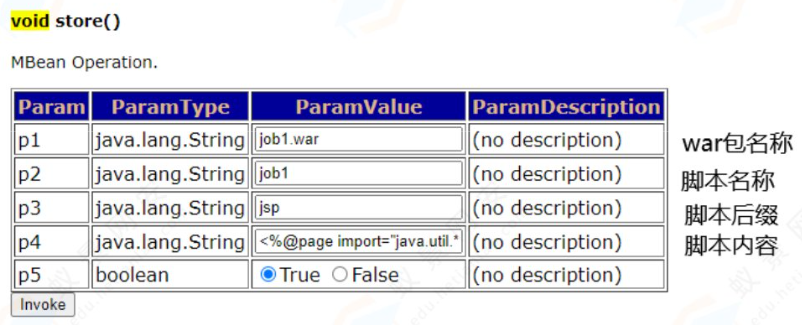 void store()
MBean Operation.
Param ParamType ParamValue ParamDescription
p1 java.lang.String job1.war (no description) war包名称
p2 java.lang.String job1 (no description) 脚本名称
p3 java.lang.String jsp (no description) 脚本后缀
p4 java.lang.String <%@page import="java.util.* (no description) 脚本内容
p5 boolean True False (no description)
Invoke